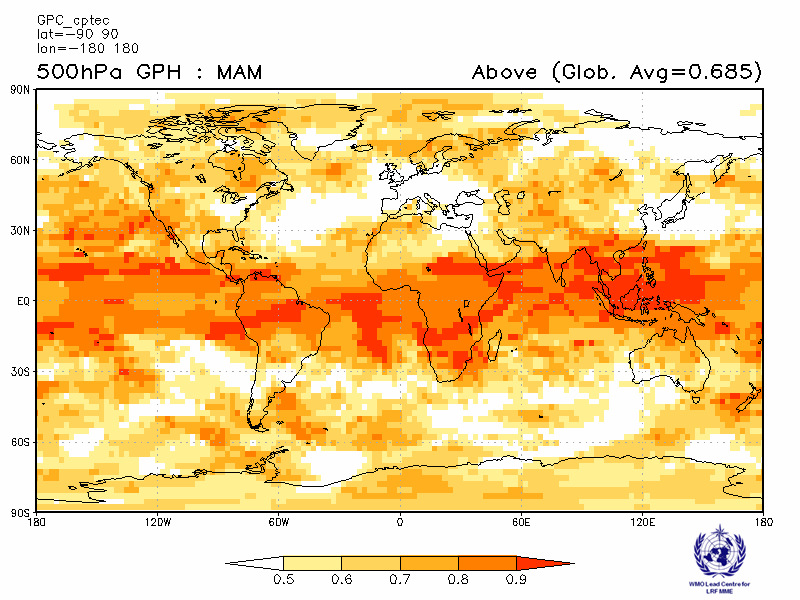 GPC_cptec
lat=-90 90
lon=-180 180
500hPa GPH : MAM Above (Glob. Avg=0.685)
90N
60N
30N
EQ
30S
60S
90S
180 120W 60W 0 60E 120E 180
0.5 0.6 0.7 0.8 0.9
WMO Lead Centre for
LRF MME